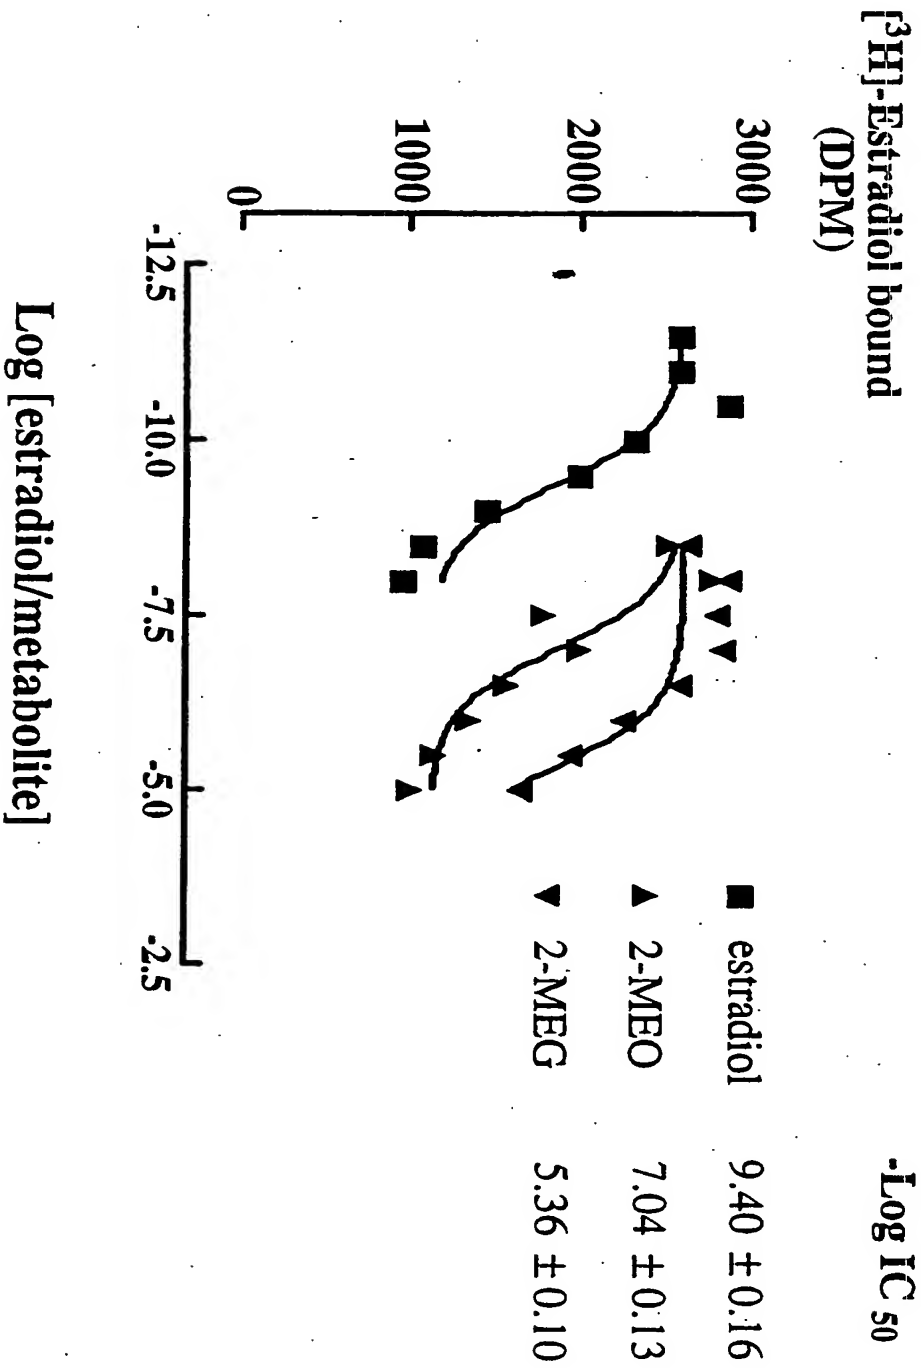 [³H]-Estradiol bound
(DPM)
3000
2000
1000
0
-12.5 -10.0 -7.5 -5.0 -2.5
Log [estradiol/metabolite]
-Log IC 50
■ estradiol 9.40 ±0.16
▲ 2-MEO 7.04 ±0.13
▼ 2-MEG 5.36 ±0.10